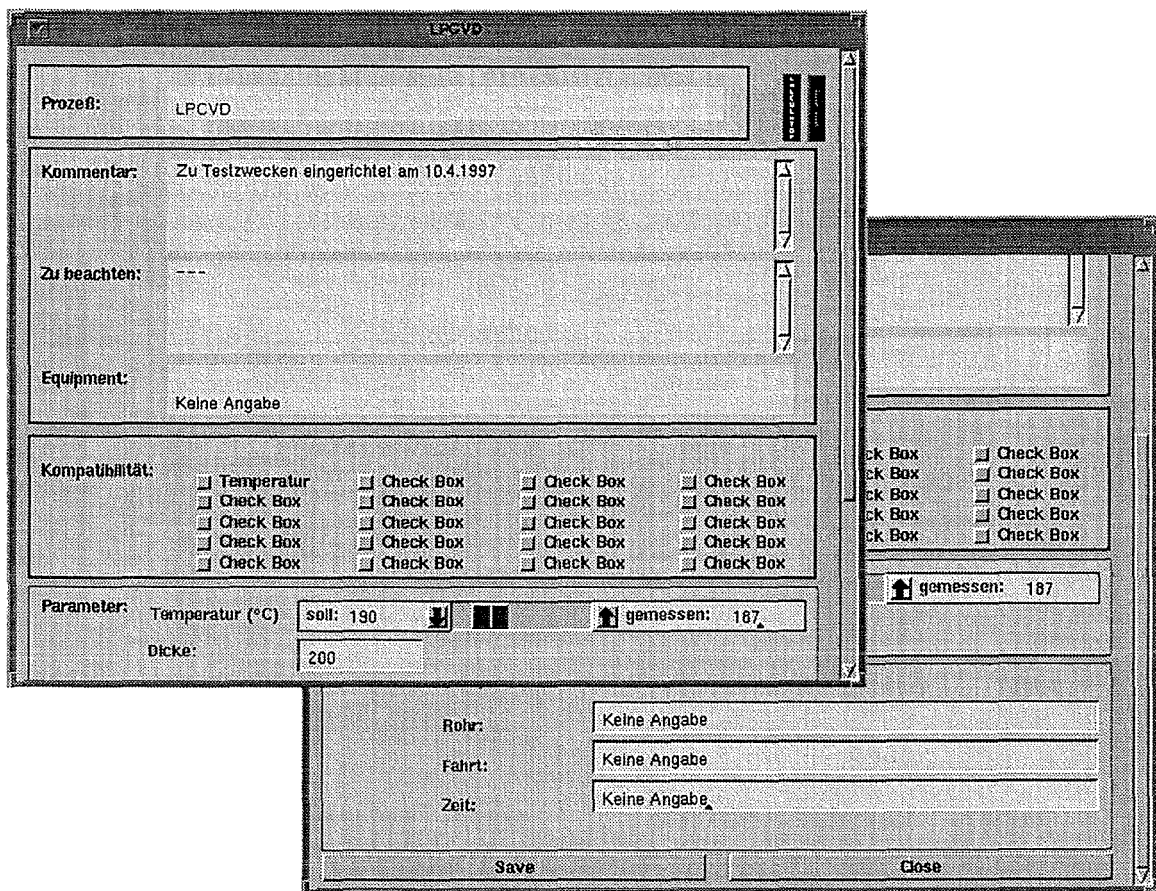 LPCVD
Prozeß: LPCVD
Kommentar: Zu Testzwecken eingerichtet am 10.4.1997
Zu beachten: ---
Equipment:
Keine Angabe
Kompatibilität:
Temperatur Check Box Check Box Check Box
Check Box Check Box Check Box Check Box
Check Box Check Box Check Box Check Box
Check Box Check Box Check Box Check Box
Check Box Check Box Check Box Check Box
Parameter: Temperatur (°C) soll: 190 gemessen: 187
Dicke: 200
ck Box Check Box
ck Box Check Box
ck Box Check Box
ck Box Check Box
ck Box Check Box
gemessen: 187
Rohr: Keine Angabe
Fahrt: Keine Angabe
Zeit: Keine Angabe
Save Close